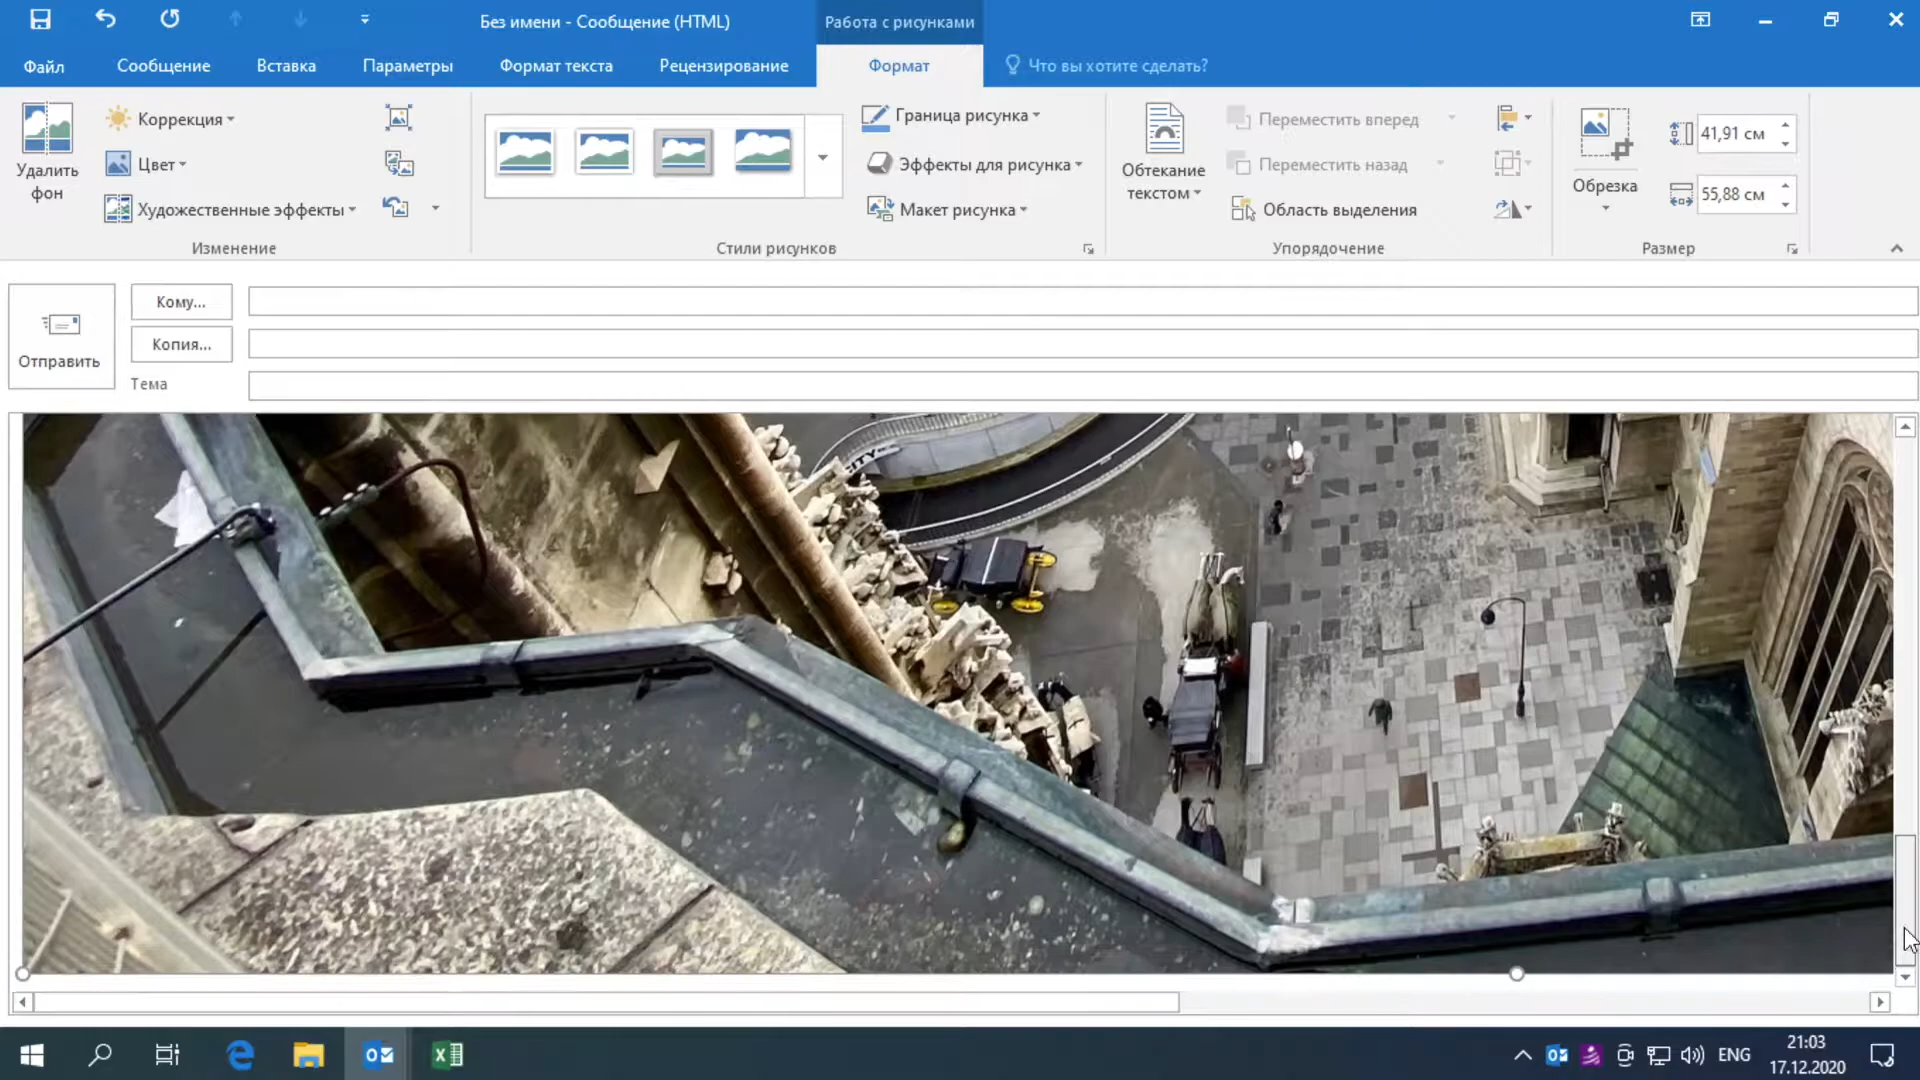 Без имени - Сообщение (HTML)
Работа с рисунками
Файл
Сообщение
Вставка
Параметры
Формат текста
Рецензирование
Формат
Что вы хотите сделать?
Удалить
фон
Коррекция
Цвет
Художественные эффекты
Изменение
Стили рисунков
Граница рисунка
Эффекты для рисунка
Макет рисунка
Обтекание
текстом
Переместить вперед
Переместить назад
Область выделения
Упорядочение
Обрезка
41,91 см
55,88 см
Размер
Отправить
Кому...
Копия...
Тема
CITY
ENG
21:03
17.12.2020